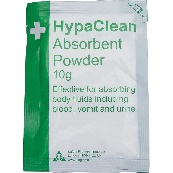 HypaClean
Absorbent
Powder
10g
Effective for absorbing
body fluids including
blood, vomit and urine